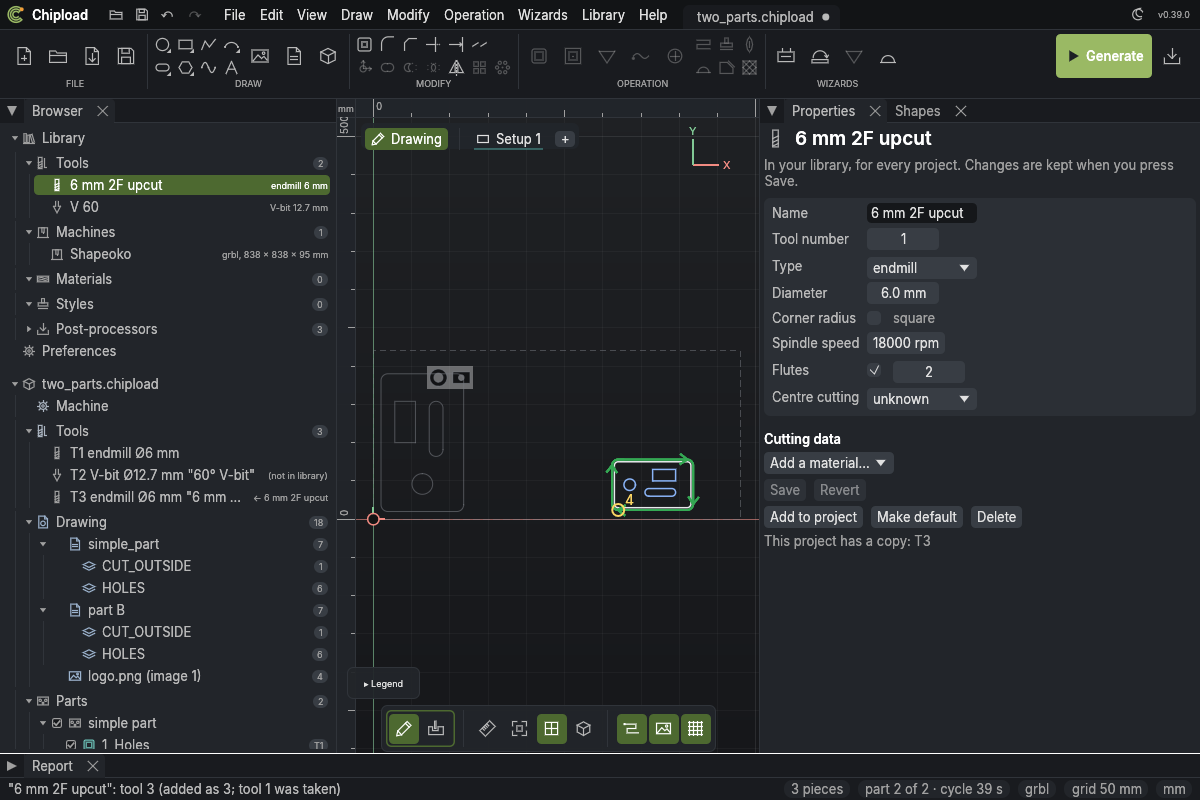 Chipload File Edit View Draw Modify Operation Wizards Library Help two_parts.chipload v0.39.0
FILE DRAW MODIFY OPERATION WIZARDS
Generate
Browser
Library
Tools 2
6 mm 2F upcut endmill 6 mm
V 60 V-bit 12.7 mm
Machines 1
Shapeoko grbl, 838 × 838 × 95 mm
Materials 0
Styles 0
Post-processors 3
Preferences
two_parts.chipload
Machine
Tools 3
T1 endmill Ø6 mm
T2 V-bit Ø12.7 mm "60° V-bit" (not in library)
T3 endmill Ø6 mm "6 mm ... ← 6 mm 2F upcut
Drawing 18
simple_part 7
CUT_OUTSIDE 1
HOLES 6
part B 7
CUT_OUTSIDE 1
HOLES 6
logo.png (image 1) 4
Parts 2
simple part
1 Holes T1
mm 0
500
Drawing Setup 1 +
Y
X
4
0
Legend
Properties Shapes
6 mm 2F upcut
In your library, for every project. Changes are kept when you press
Save.
Name 6 mm 2F upcut
Tool number 1
Type endmill
Diameter 6.0 mm
Corner radius square
Spindle speed 18000 rpm
Flutes 2
Centre cutting unknown
Cutting data
Add a material...
Save Revert
Add to project Make default Delete
This project has a copy: T3
Report
"6 mm 2F upcut": tool 3 (added as 3; tool 1 was taken) 3 pieces part 2 of 2 · cycle 39 s grbl grid 50 mm mm